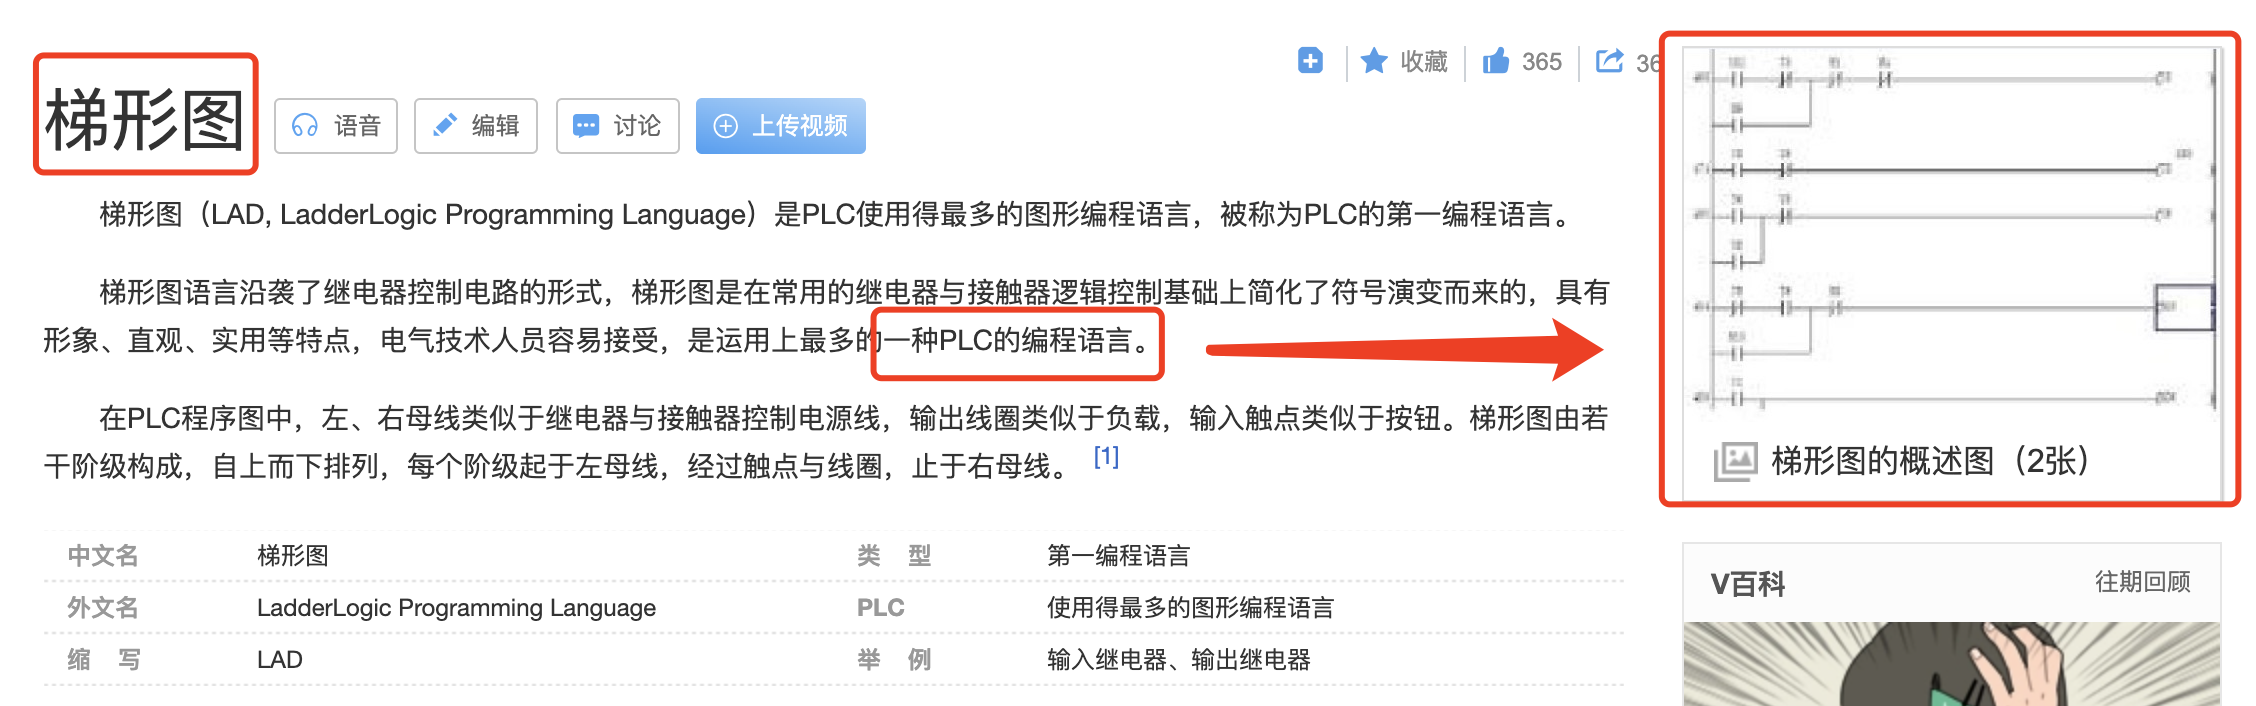 收藏
365
36
梯形图
语音
编辑
讨论
上传视频
梯形图（LAD, LadderLogic Programming Language）是PLC使用得最多的图形编程语言，被称为PLC的第一编程语言。
梯形图语言沿袭了继电器控制电路的形式，梯形图是在常用的继电器与接触器逻辑控制基础上简化了符号演变而来的，具有
形象、直观、实用等特点，电气技术人员容易接受，是运用上最多的一种PLC的编程语言。
在PLC程序图中，左、右母线类似于继电器与接触器控制电源线，输出线圈类似于负载，输入触点类似于按钮。梯形图由若
干阶级构成，自上而下排列，每个阶级起于左母线，经过触点与线圈，止于右母线。 [1]
中文名 梯形图 类 型 第一编程语言
外文名 LadderLogic Programming Language PLC 使用得最多的图形编程语言
缩 写 LAD 举 例 输入继电器、输出继电器
梯形图的概述图（2张）
V百科
往期回顾